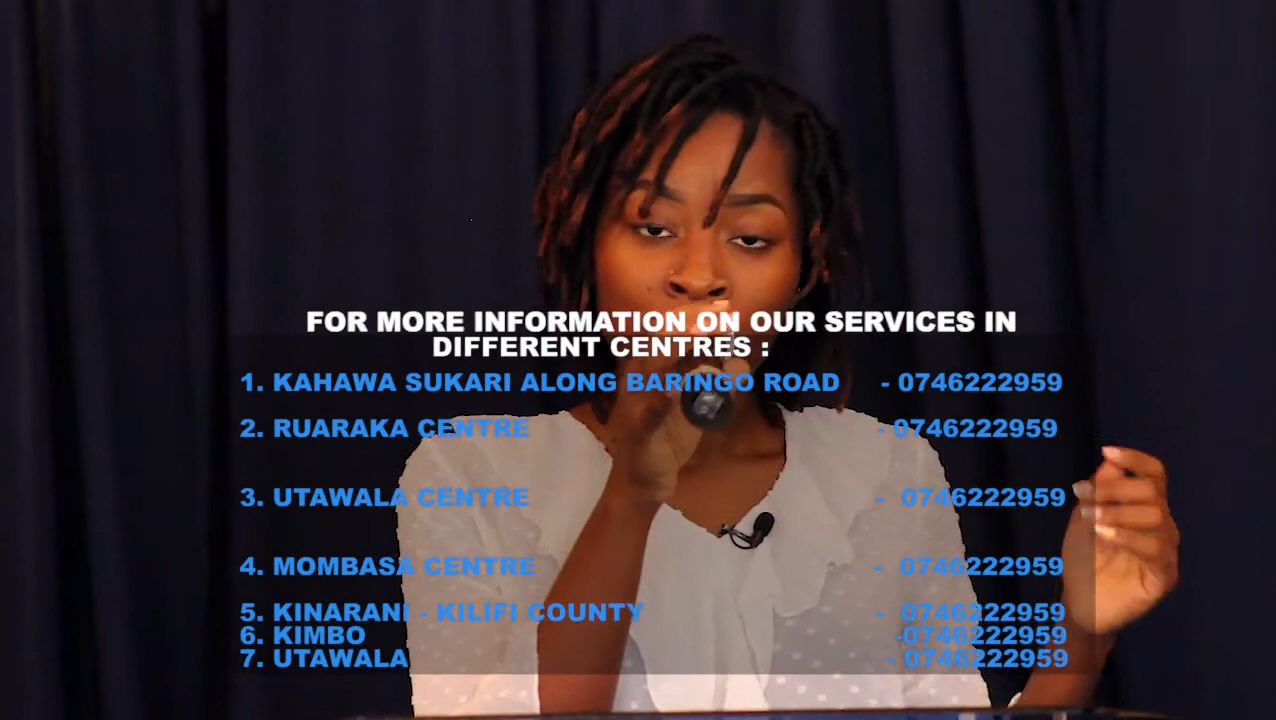 FOR MORE INFORMATION ON OUR SERVICES IN
DIFFERENT CENTRES :
1. KAHAWA SUKARI ALONG BARINGO ROAD - 0746222959
2. RUARAKA CENTRE - 0746222959
3. UTAWALA CENTRE - 0746222959
4. MOMBASA CENTRE - 0746222959
5. KINARANI - KILIFI COUNTY - 0746222959
6. KIMBO -0746222959
7. UTAWALA - 0746222959